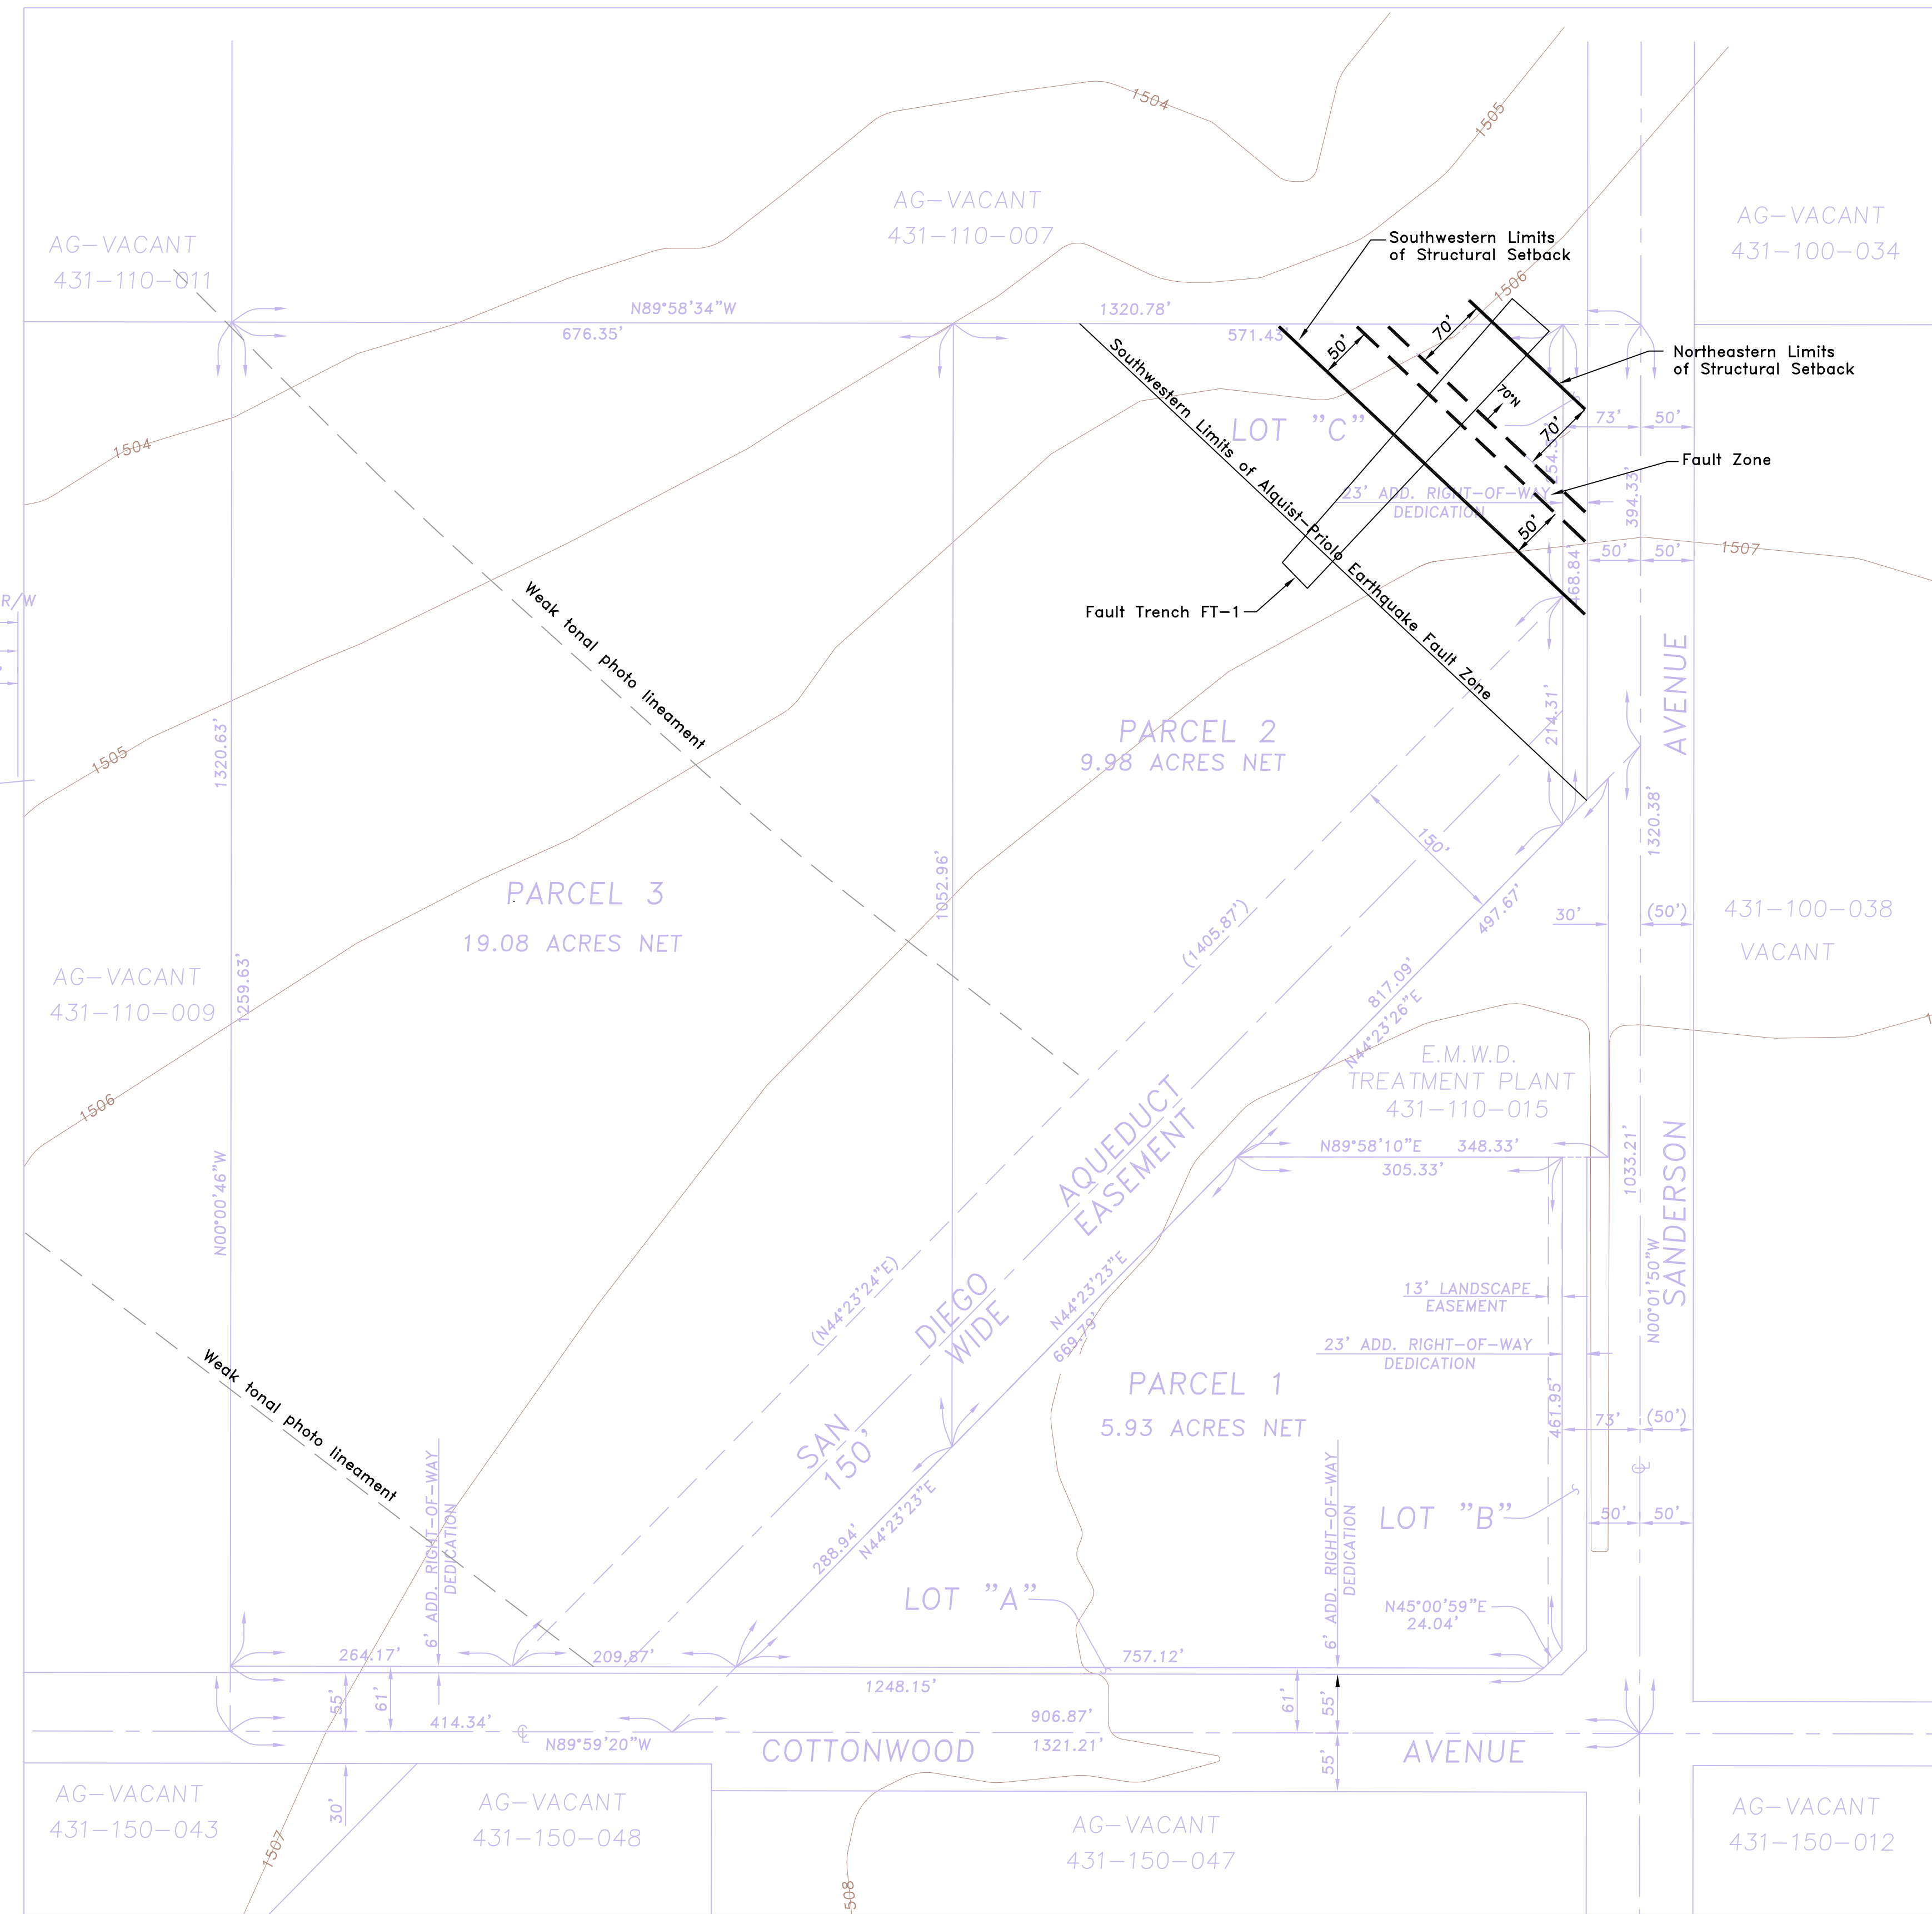 1504
1505
AG-VACANT
431-110-007
AG-VACANT
431-100-034
AG-VACANT
431-110-011
Southwestern Limits
of Structural Setback
1506
N89°58'34"W
1320.78'
676.35'
571.43'
50'
70'
Northeastern Limits
of Structural Setback
70°N
70'
73'
50'
LOT "C"
1504
Fault Zone
23' ADD. RIGHT-OF-WAY
DEDICATION
394.33'
50'
50'
50'
1507
468.84'
Southwestern Limits of Alquist-Priolo Earthquake Fault Zone
Fault Trench FT-1
R/W
Weak tonal photo lineament
AVENUE
214.31'
PARCEL 2
9.98 ACRES NET
1320.63'
1505
1320.38'
150'
1052.96'
PARCEL 3
19.08 ACRES NET
497.67'
30'
(50')
431-100-038
VACANT
(1405.87')
817.09'
N44°23'26"E
AG-VACANT
431-110-009
1259.63'
E.M.W.D.
TREATMENT PLANT
431-110-015
1506
N89°58'10"E 348.33'
305.33'
1033.21'
SANDERSON
AQUEDUCT
EASEMENT
N00°00'46"W
N00°01'50"W
(N44°23'24"E)
N44°23'23"E
669.79'
13' LANDSCAPE
EASEMENT
DIEGO
WIDE
23' ADD. RIGHT-OF-WAY
DEDICATION
Weak tonal photo lineament
PARCEL 1
5.93 ACRES NET
461.95'
73'
(50')
SAN
150'
6' ADD. RIGHT-OF-WAY
DEDICATION
6' ADD. RIGHT-OF-WAY
DEDICATION
LOT "B"
50'
50'
288.94'
N44°23'23"E
LOT "A"
N45°00'59"E
24.04'
264.17'
209.87'
757.12'
1248.15'
55'
61'
61'
55'
414.34'
906.87'
N89°59'20"W
COTTONWOOD
1321.21'
AVENUE
55'
AG-VACANT
431-150-043
30'
AG-VACANT
431-150-048
AG-VACANT
431-150-047
AG-VACANT
431-150-012
1507
508